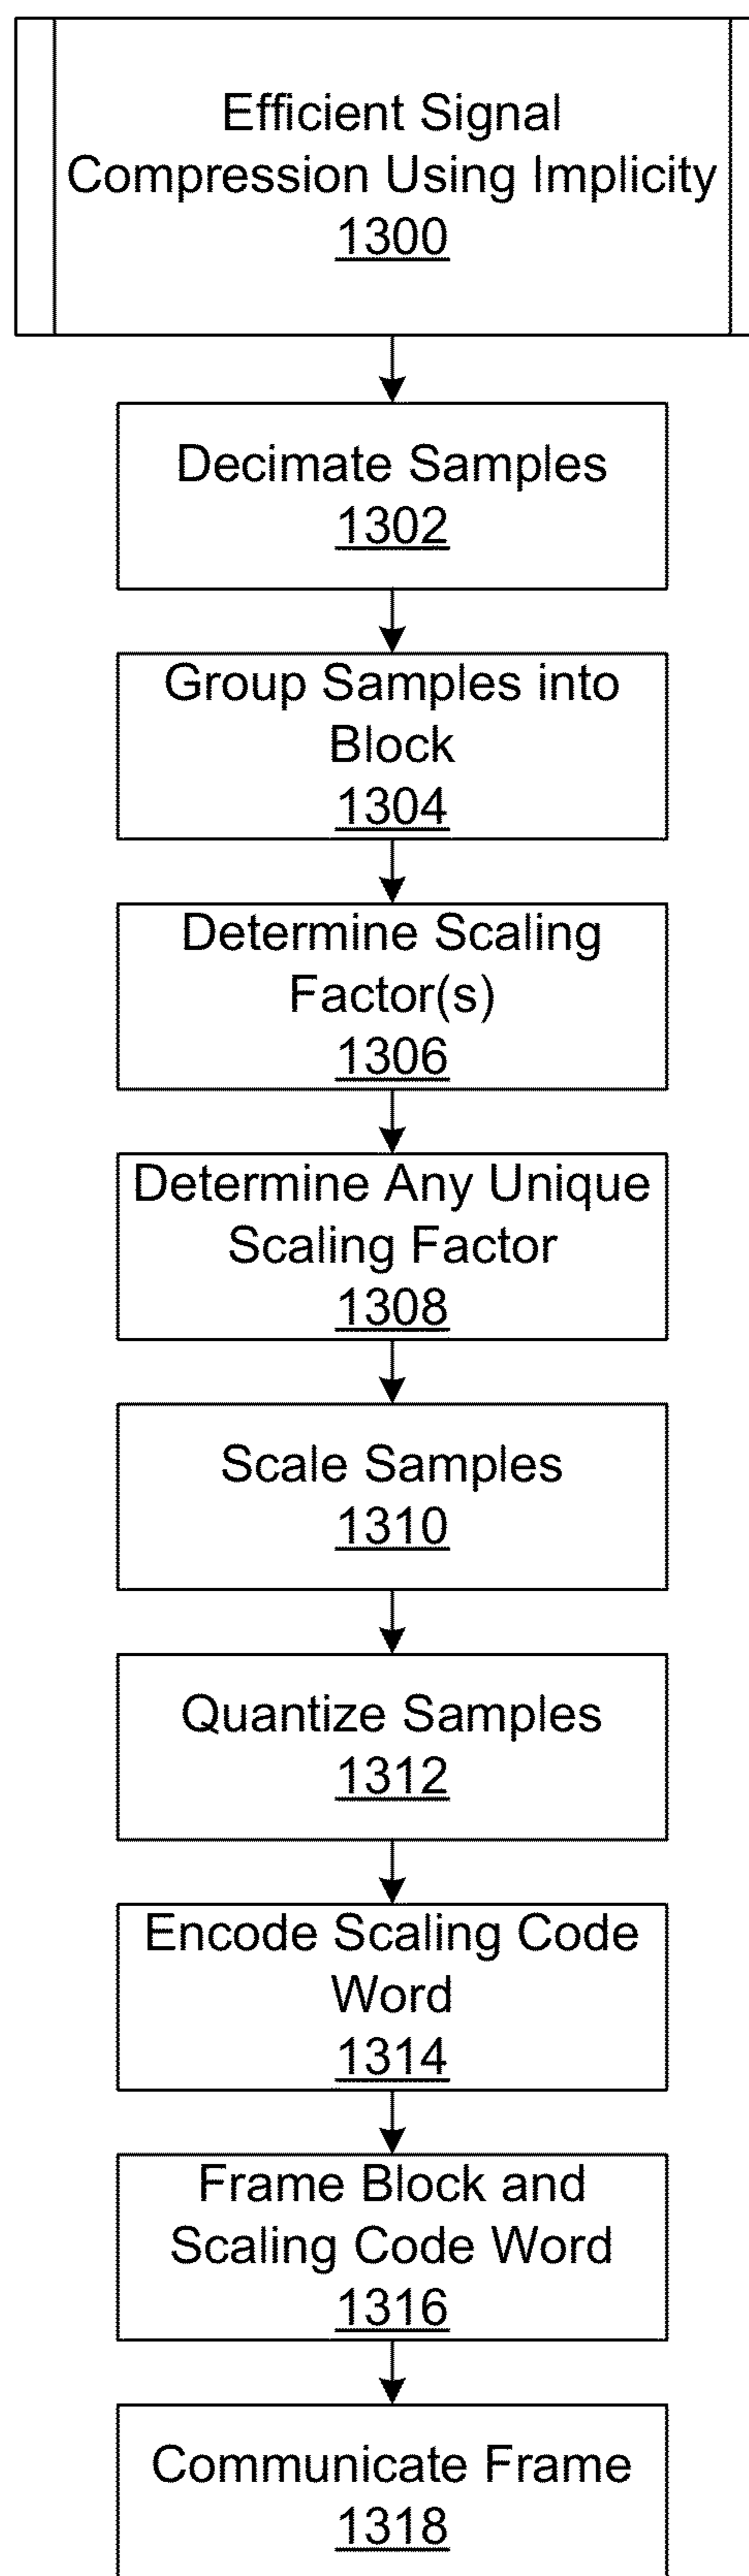 Efficient Signal
Compression Using Implicity
1300
Decimate Samples
1302
Group Samples into
Block
1304
Determine Scaling
Factor(s)
1306
Determine Any Unique
Scaling Factor
1308
Scale Samples
1310
Quantize Samples
1312
Encode Scaling Code
Word
1314
Frame Block and
Scaling Code Word
1316
Communicate Frame
1318